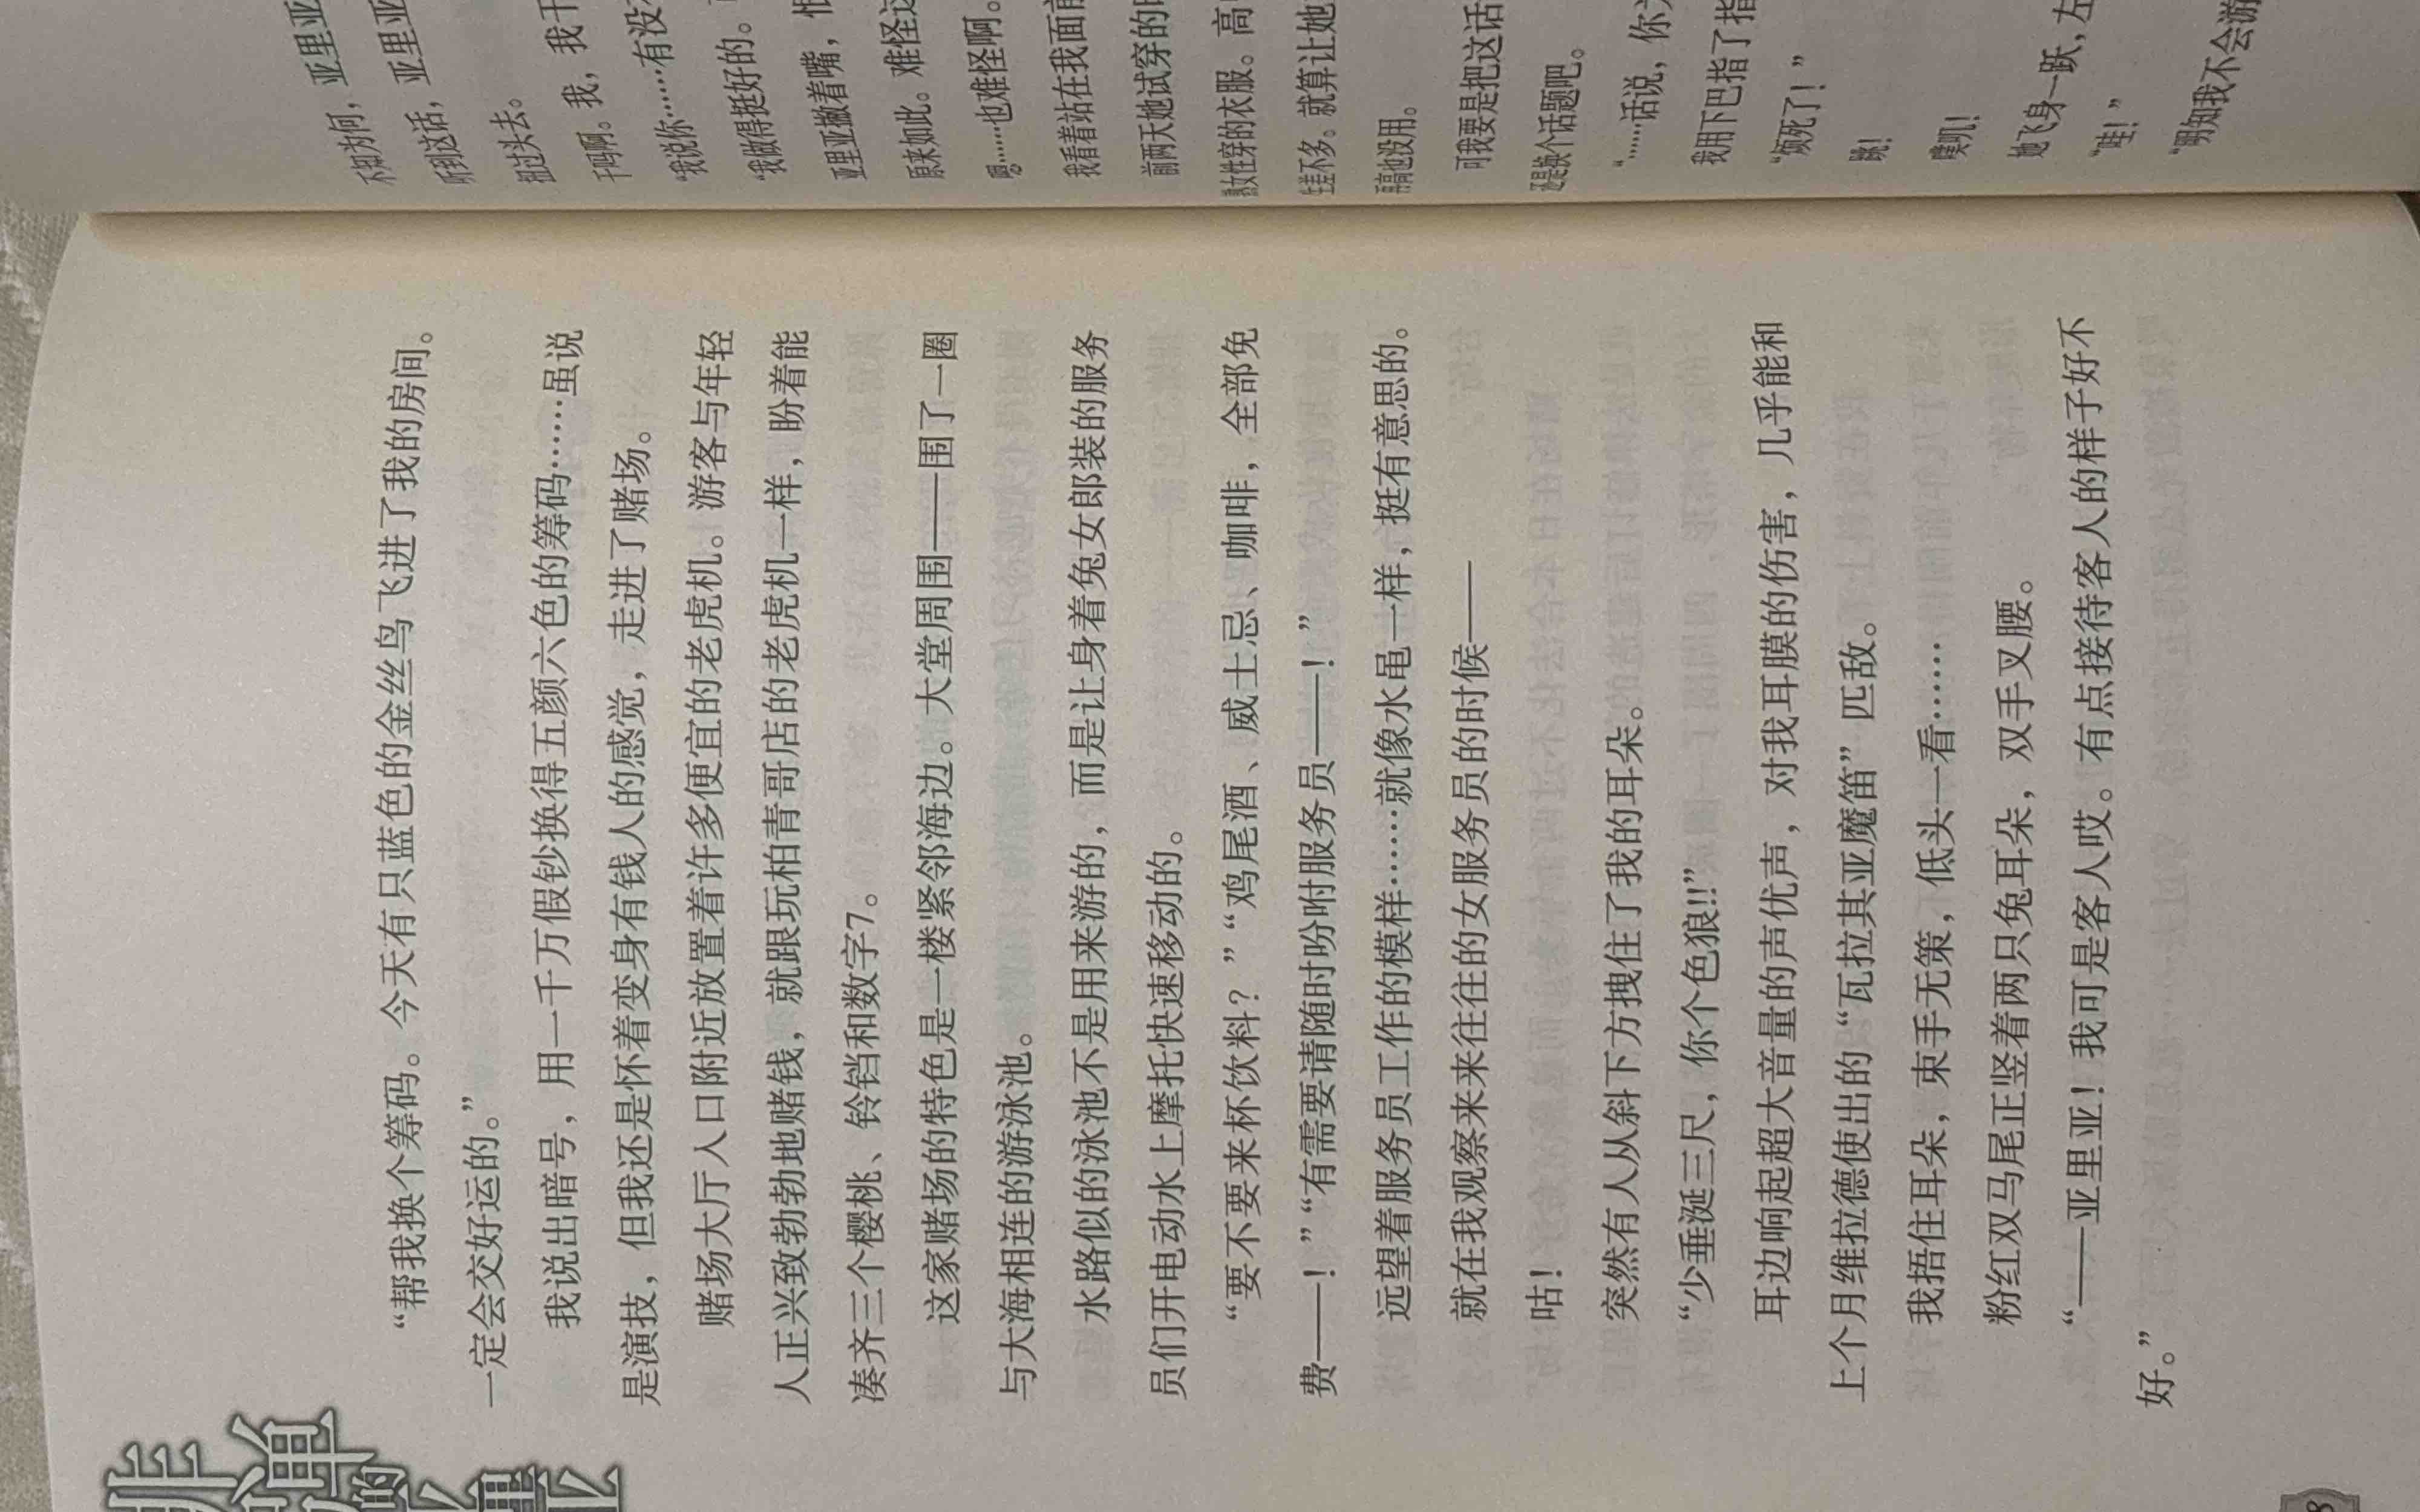 弹
的
亚
里
亚
“帮我换个筹码。今天有只蓝色的金丝鸟飞进了我的房间。
一定会交好运的。”
我说出暗号，用一千万假钞换得五颜六色的筹码……虽说
是演技，但我还是怀着变身有钱人的感觉，走进了赌场。
赌场大厅入口附近放置着许多便宜的老虎机。游客与年轻
人正兴致勃勃地赌钱，就跟玩柏青哥店的老虎机一样，盼着能
凑齐三个樱桃、铃铛和数字7。
这家赌场的特色是一楼紧邻海边。大堂周围——围了一圈
与大海相连的游泳池。
水路似的泳池不是用来游的，而是让身着兔女郎装的服务
员们开电动水上摩托快速移动的。
“要不要来杯饮料？”“鸡尾酒、威士忌、咖啡，全部免
费——！”“有需要请随时吩咐服务员——！”
远望着服务员工作的模样……就像水黾一样，挺有意思的。
就在我观察来来往往的女服务员的时候——
咕！
突然有人从斜下方拽住了我的耳朵。
“少垂涎三尺，你个色狼!!”
耳边响起超大音量的声优声，对我耳膜的伤害，几乎能和
上个月维拉德使出的“瓦拉其亚魔笛”匹敌。
我捂住耳朵，束手无策，低头一看……
粉红双马尾正竖着两只兔耳朵，双手叉腰。
“——亚里亚！我可是客人哎。有点接待客人的样子好不
好。”
8
不知为何，亚里亚
听到这话，亚里亚
扭过头去。
干吗啊。我，我干
“我说你……有没
“我做得挺好的。
亚里亚撇着嘴，恨
原来如此。难怪这
嗯……也难怪啊。
我看着站在我面前
前两天她试穿的
熟女性穿的衣服。高
生差不多。就算让她
再高也没用。
可我要是把这话
还是换个话题吧。
“……话说，你
我用下巴指了指
“烦死了！”
跳！
噗叽！
她飞身一跃，左
“哇！”
“明知我不会游